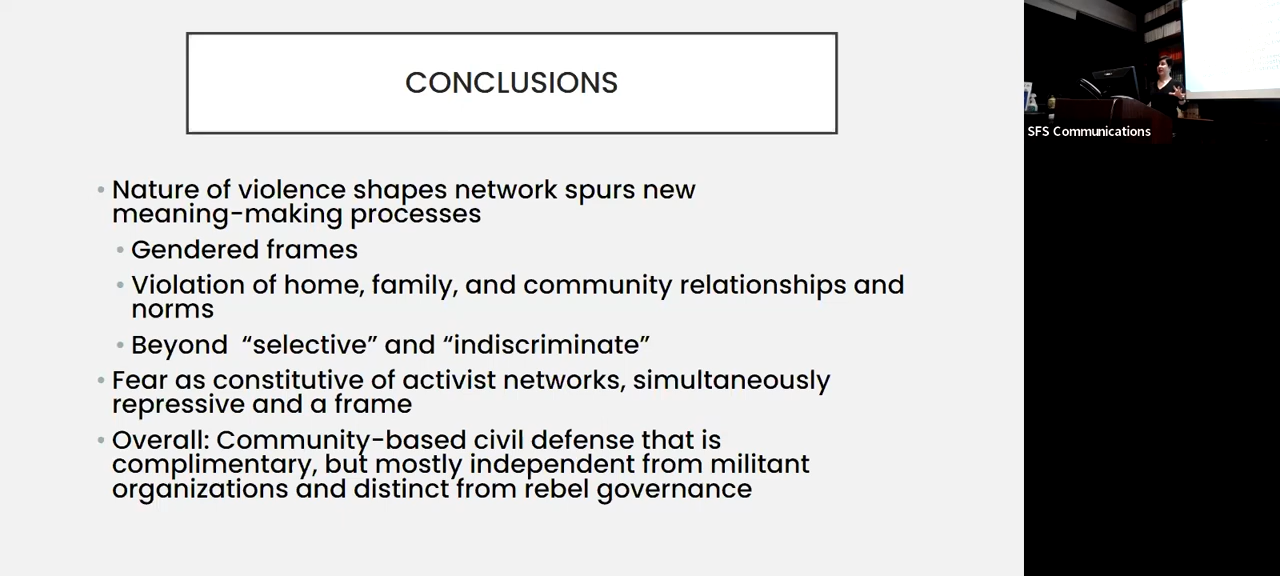 CONCLUSIONS
• Nature of violence shapes network spurs new
meaning-making processes
• Gendered frames
• Violation of home, family, and community relationships and
norms
• Beyond “selective” and “indiscriminate”
• Fear as constitutive of activist networks, simultaneously
repressive and a frame
• Overall: Community-based civil defense that is
complimentary, but mostly independent from militant
organizations and distinct from rebel governance
SFS Communications